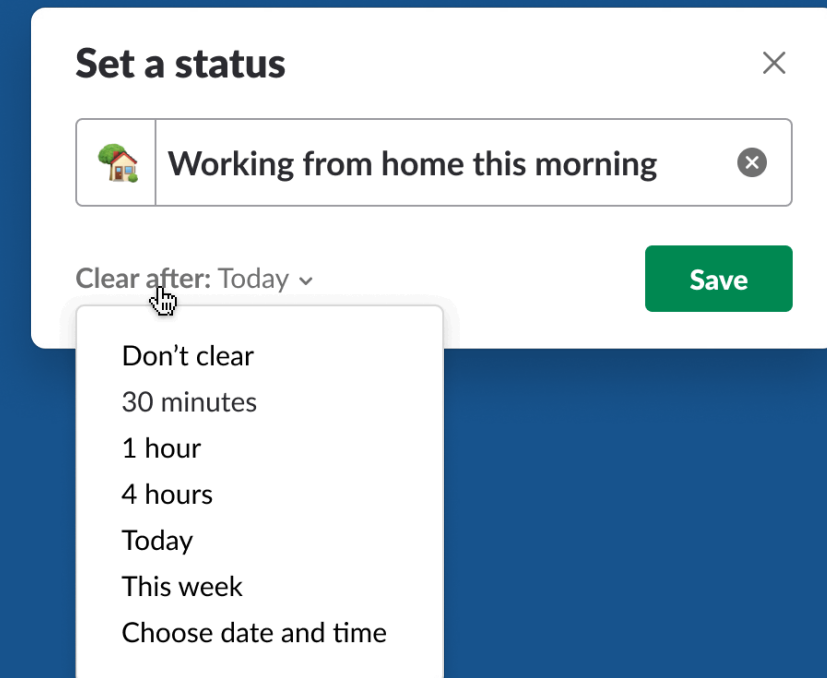 Set a status
Working from home this morning
Clear after: Today
Save
Don’t clear
30 minutes
1 hour
4 hours
Today
This week
Choose date and time